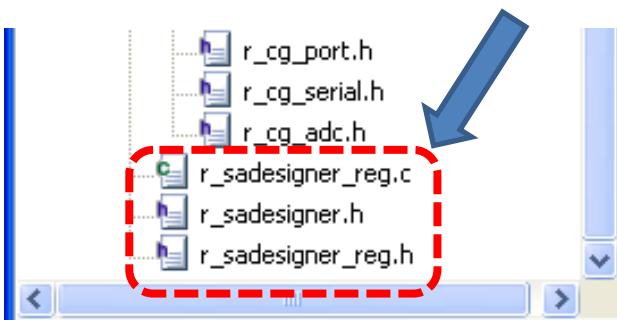 r_cg_port.h
r_cg_serial.h
r_cg_adc.h
r_sadesigner_reg.c
r_sadesigner.h
r_sadesigner_reg.h